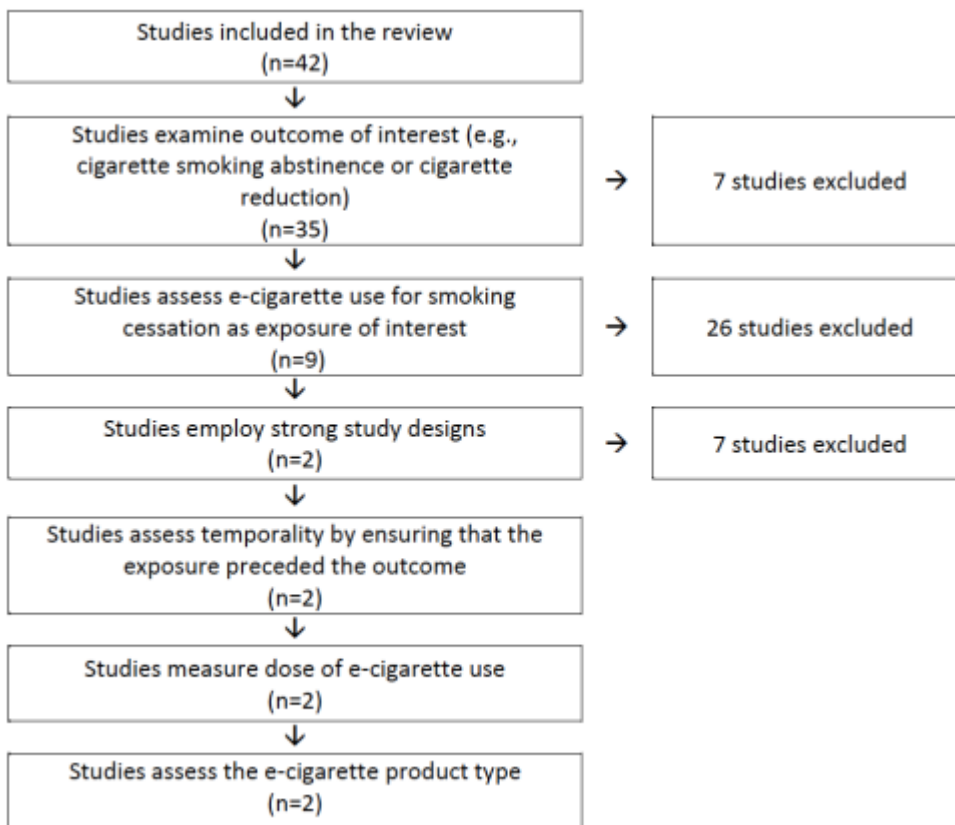 Studies included in the review
(n=42)
↓
Studies examine outcome of interest (e.g.,
cigarette smoking abstinence or cigarette
reduction)
(n=35)
→
7 studies excluded
↓
Studies assess e-cigarette use for smoking
cessation as exposure of interest
(n=9)
→
26 studies excluded
↓
Studies employ strong study designs
(n=2)
→
7 studies excluded
↓
Studies assess temporality by ensuring that the
exposure preceded the outcome
(n=2)
↓
Studies measure dose of e-cigarette use
(n=2)
↓
Studies assess the e-cigarette product type
(n=2)